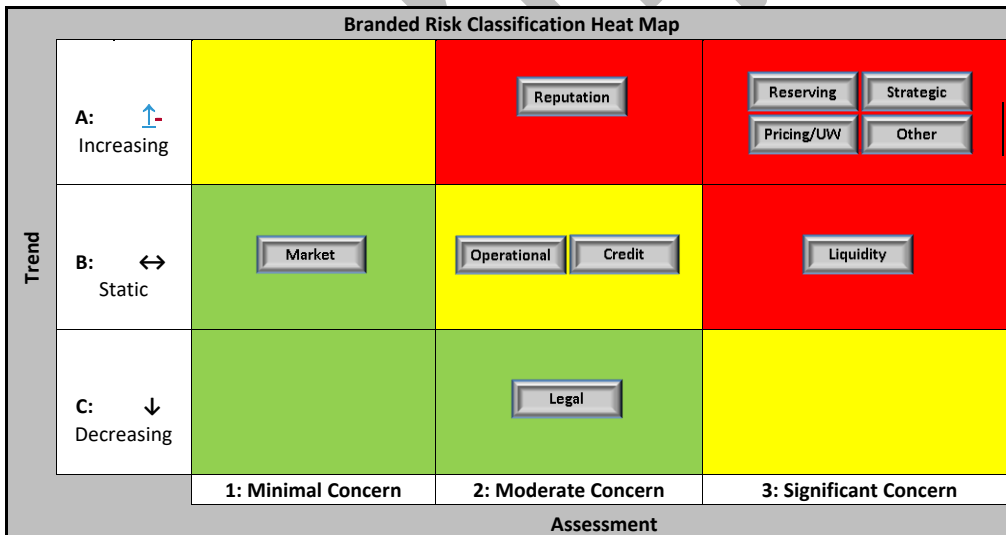 Branded Risk Classification Heat Map
Reputation
Reserving Strategic
A: ↑-
Pricing/UW Other
Increasing
Trend
Market Operational Credit Liquidity
B: ↔
Static
Legal
C: ↓
Decreasing
1: Minimal Concern 2: Moderate Concern 3: Significant Concern
Assessment